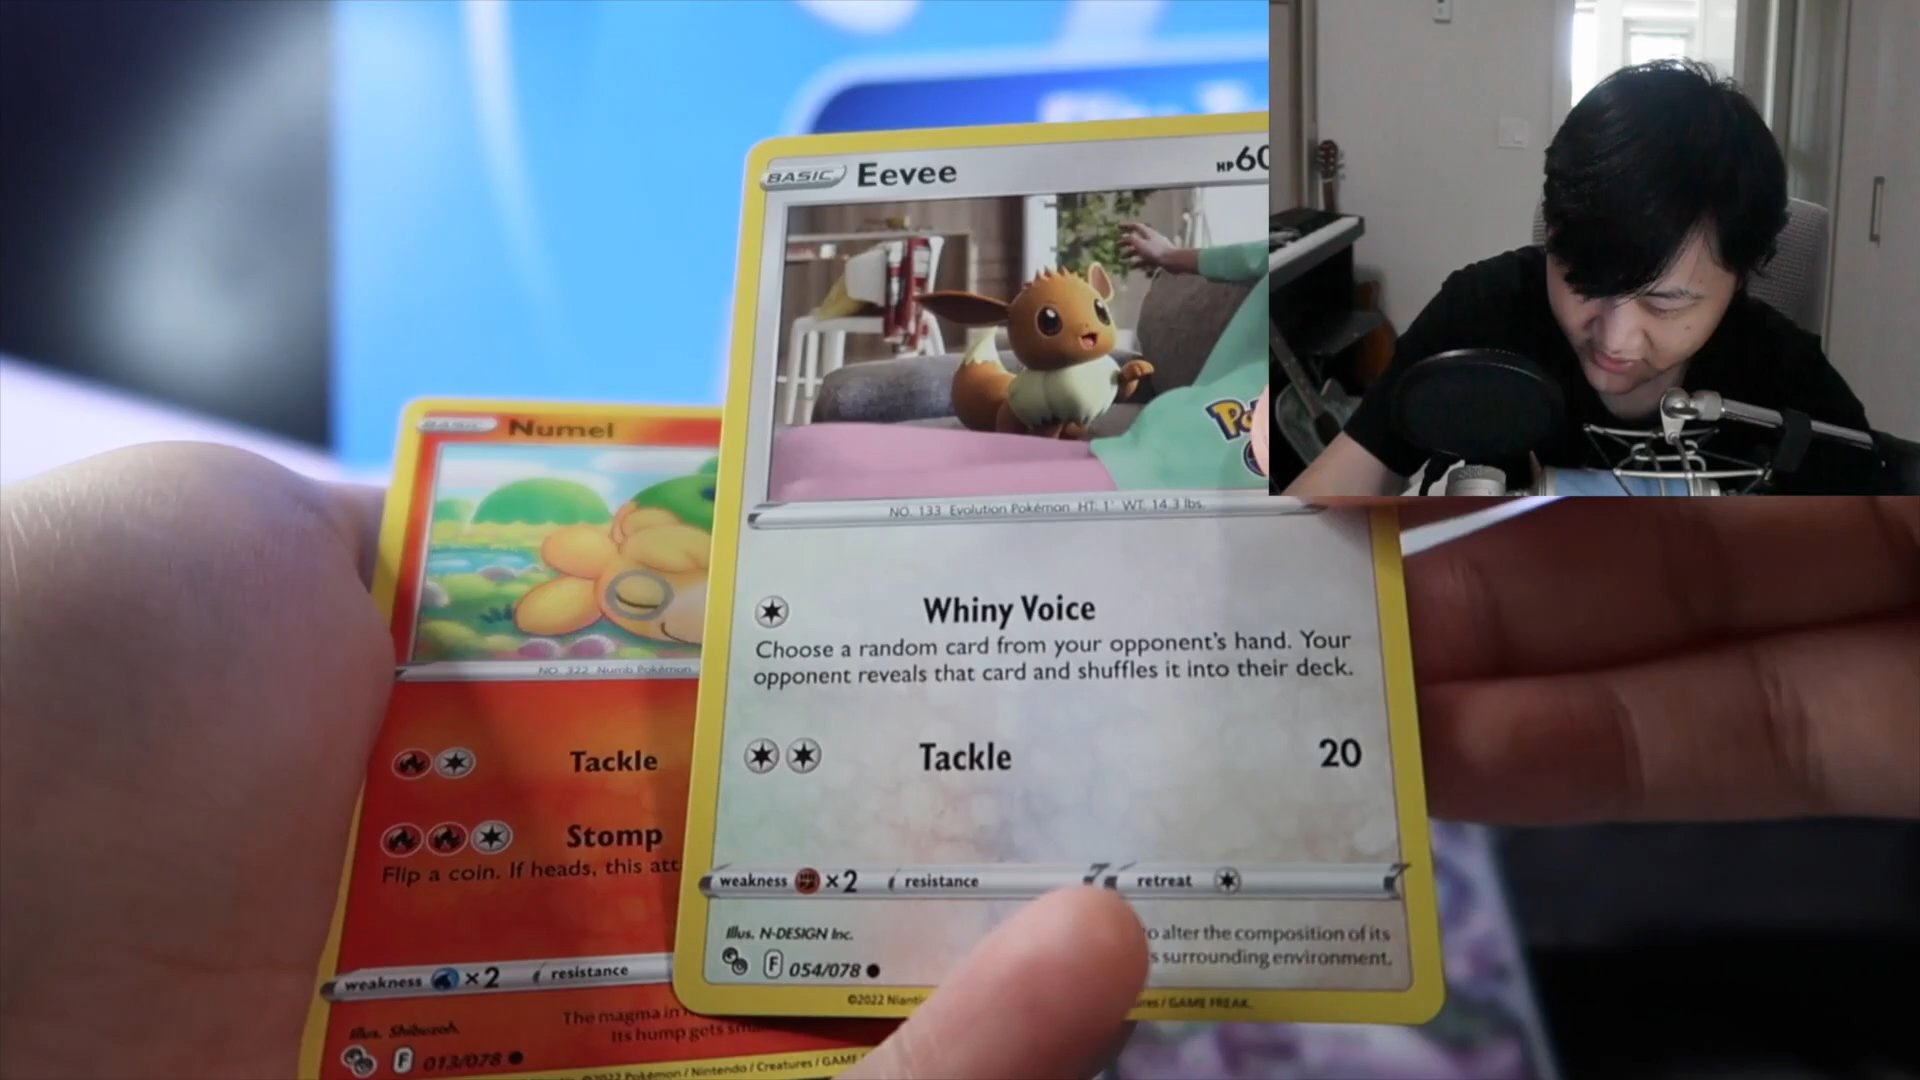 BASIC Eevee HP60
NO. 133 Evolution Pokémon HT: 1' WT: 14.3 lbs.
Whiny Voice
Choose a random card from your opponent's hand. Your
opponent reveals that card and shuffles it into their deck.
Tackle 20
weakness ×2 resistance retreat
Illus. N-DESIGN Inc.
to alter the composition of its
surrounding environment.
F 054/078
©2022 Niantic
/ GAME FREAK.
BASIC Numel
NO. 322 Numb Pokémon
Tackle
Stomp
Flip a coin. If heads, this
weakness ×2 resistance
Illus. Shibuzoh.
The magma in
Its hump gets
F 013/078
©2022 Pokémon / Nintendo / Creatures / GAME